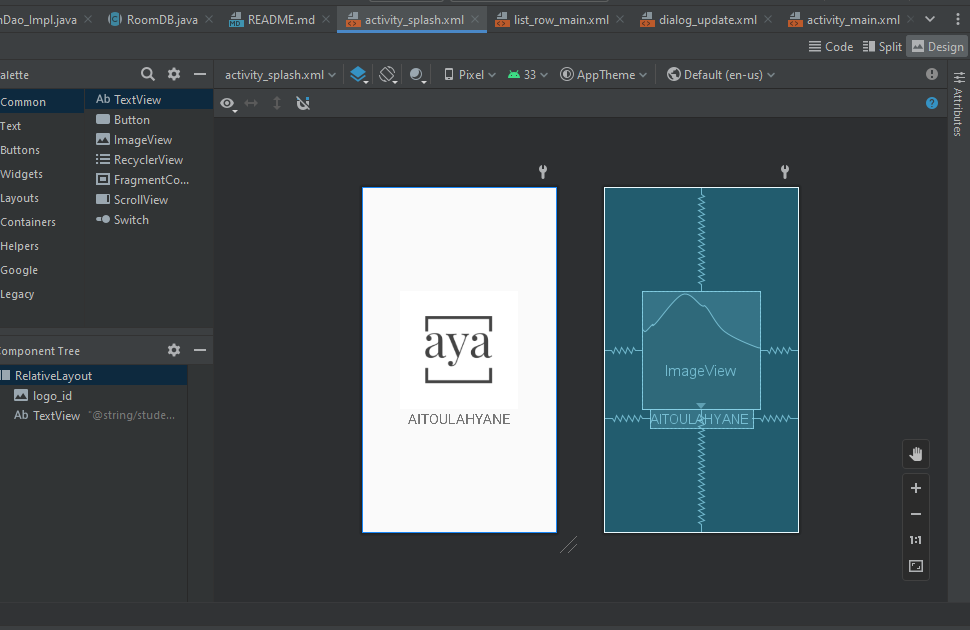 nDao_Impl.java RoomDB.java README.md activity_splash.xml list_row_main.xml dialog_update.xml activity_main.xml
Code Split Design
alette activity_splash.xml Pixel 33 AppTheme Default (en-us)
Common
Text
Buttons
Widgets
Layouts
Containers
Helpers
Google
Legacy
Ab TextView
Button
ImageView
RecyclerView
FragmentCo...
ScrollView
Switch
Attributes
aya
AITOULAHYANE
ImageView
AITOULAHYANE
Component Tree
RelativeLayout
logo_id
Ab TextView "@string/stude...
1:1